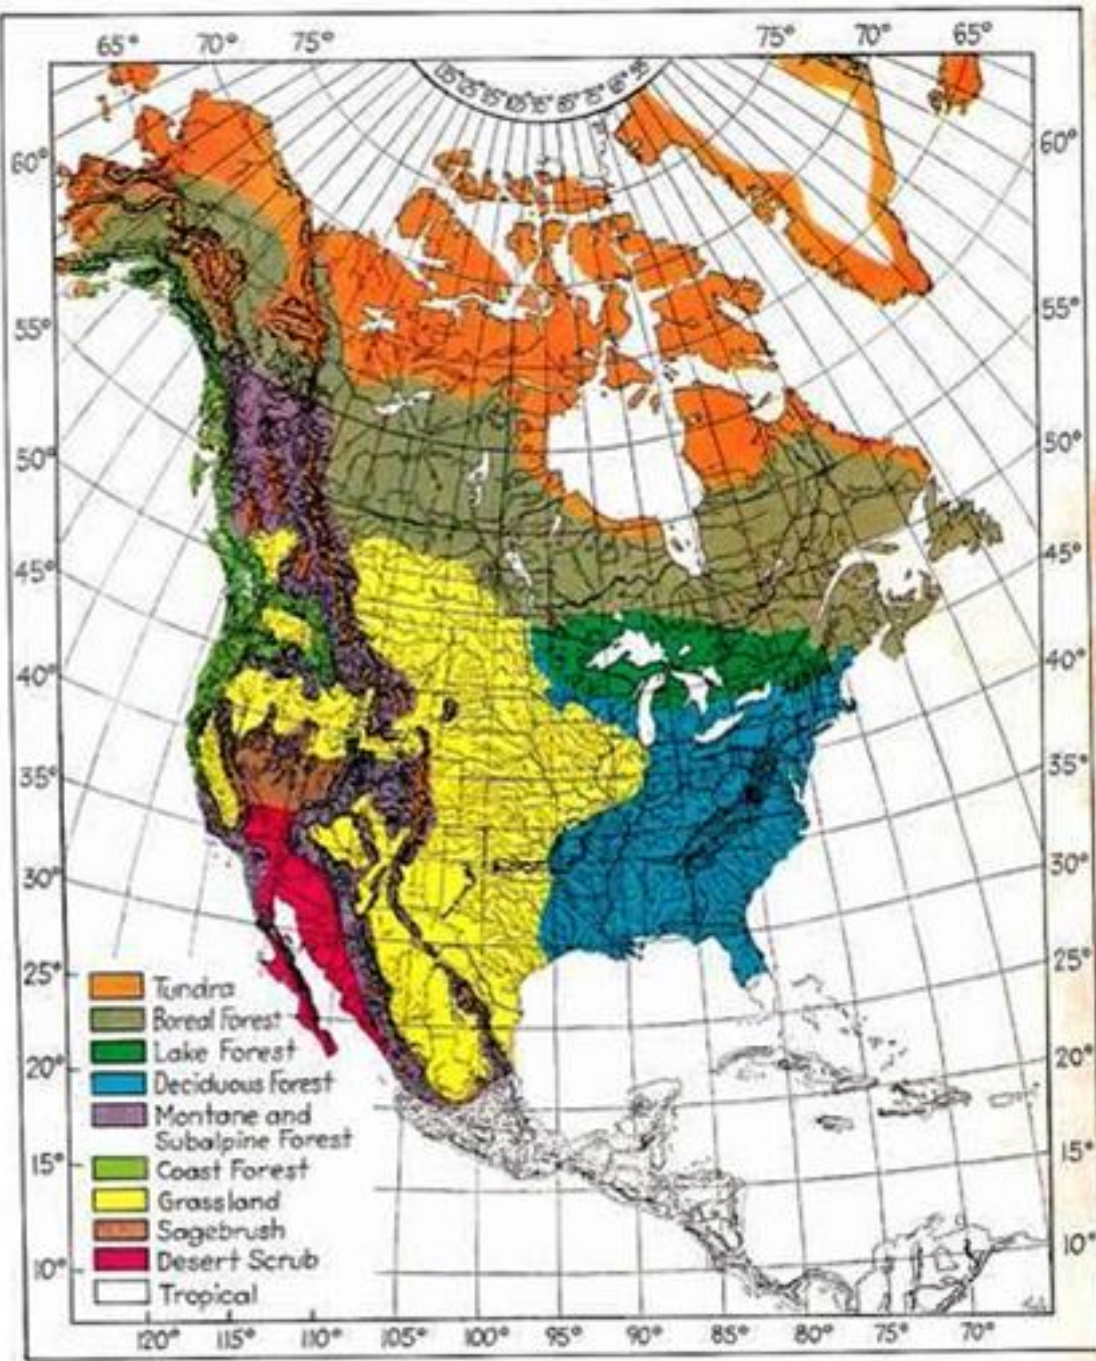 65° 70° 75° 75° 70° 65°
60° 60°
55° 55°
50° 50°
45° 45°
40° 40°
35° 35°
30° 30°
25° 25°
20° 20°
15° 15°
10° 10°
Tundra
Boreal Forest
Lake Forest
Deciduous Forest
Montane and
Subalpine Forest
Coast Forest
Grassland
Sagebrush
Desert Scrub
Tropical
120° 115° 110° 105° 100° 95° 90° 85° 80° 75° 70°